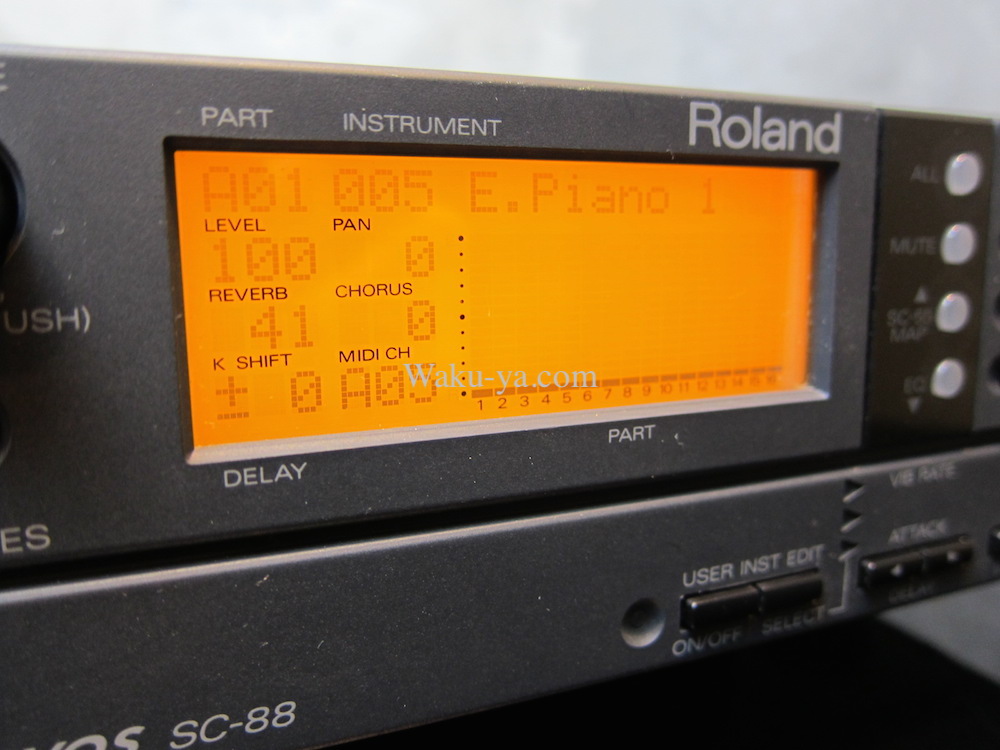 PART INSTRUMENT Roland
A01 005 E.Piano 1
LEVEL PAN
100 0
REVERB CHORUS
41 0
K SHIFT MIDI CH
± 0 A03
1 2 3 4 5 6 7 8 9 10 11 12 13 14 15 16
DELAY PART
ALL
MUTE
SC-55
MAP
EQ
USH)
ES
Waku-ya.com
VIB RATE
USER INST EDIT
ATTACK
ON/OFF SELECT
DELAY
SC-88